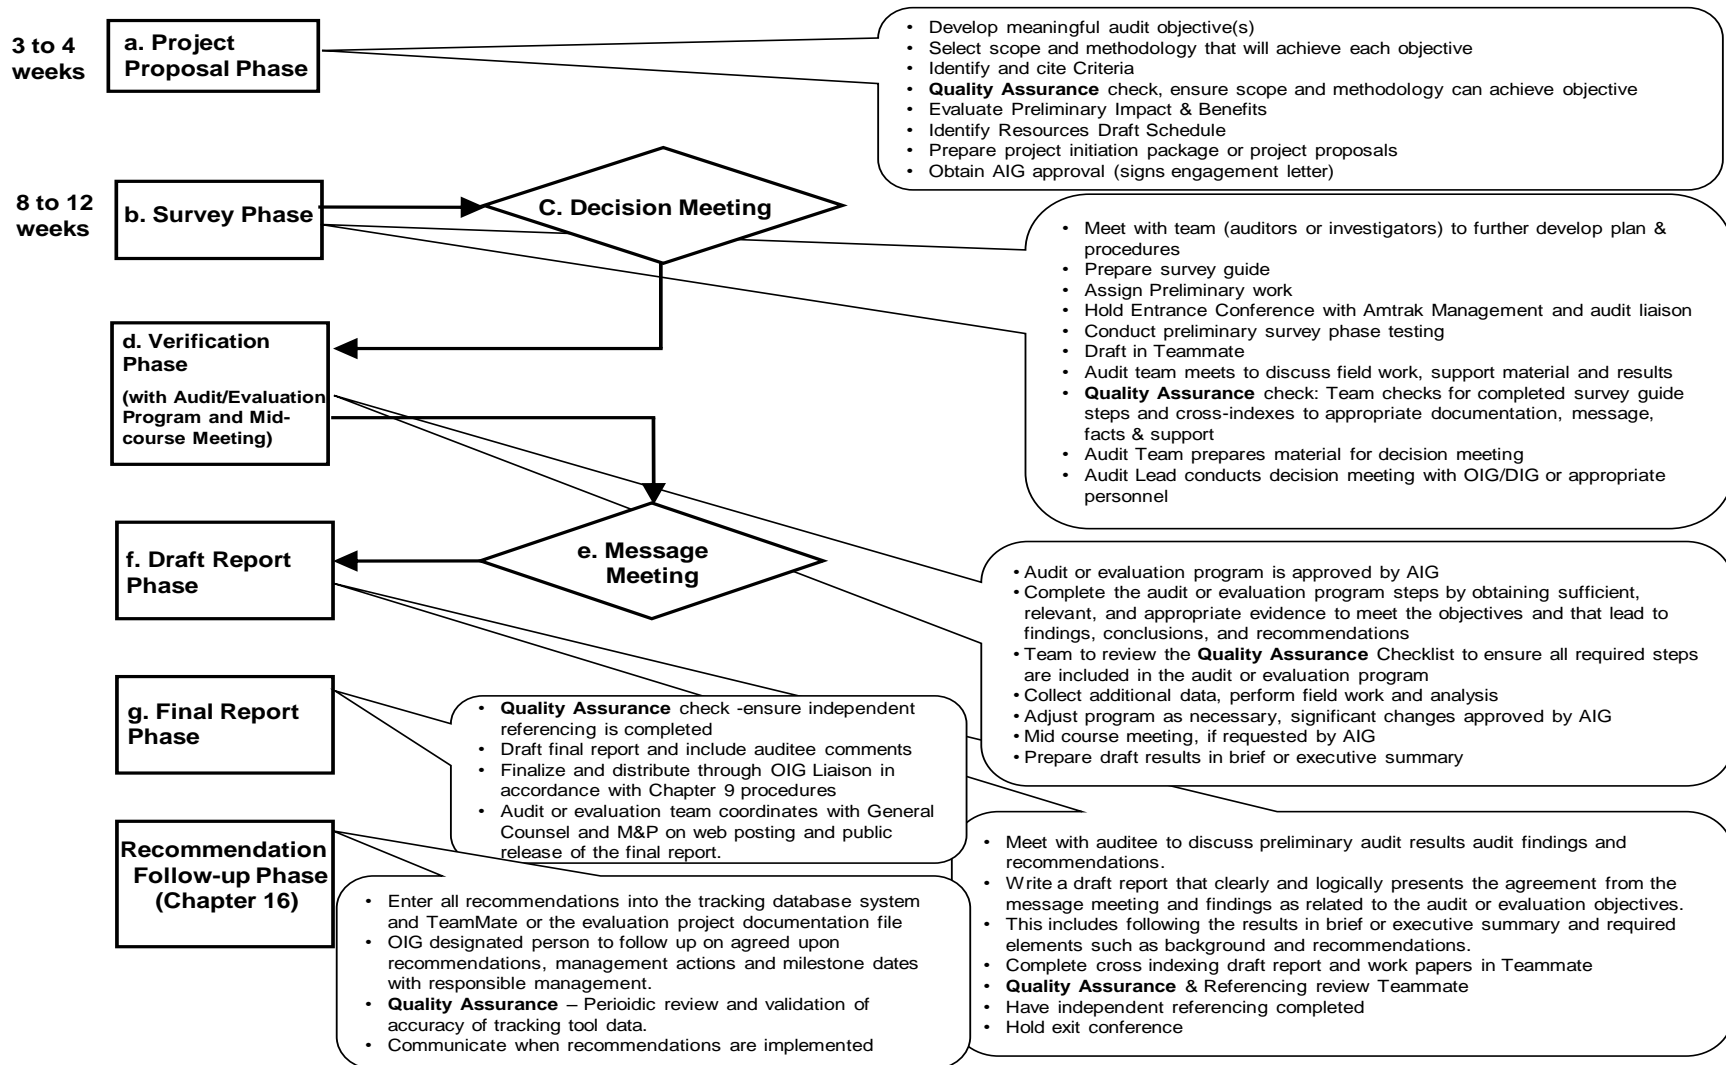 3 to 4
weeks
a. Project
Proposal Phase
• Develop meaningful audit objective(s)
• Select scope and methodology that will achieve each objective
• Identify and cite Criteria
• Quality Assurance check, ensure scope and methodology can achieve objective
• Evaluate Preliminary Impact & Benefits
• Identify Resources Draft Schedule
• Prepare project initiation package or project proposals
• Obtain AIG approval (signs engagement letter)
8 to 12
weeks
b. Survey Phase
C. Decision Meeting
• Meet with team (auditors or investigators) to further develop plan &
procedures
• Prepare survey guide
• Assign Preliminary work
• Hold Entrance Conference with Amtrak Management and audit liaison
• Conduct preliminary survey phase testing
• Draft in Teammate
• Audit team meets to discuss field work, support material and results
• Quality Assurance check: Team checks for completed survey guide
steps and cross-indexes to appropriate documentation, message,
facts & support
• Audit Team prepares material for decision meeting
• Audit Lead conducts decision meeting with OIG/DIG or appropriate
personnel
d. Verification
Phase
(with Audit/Evaluation
Program and Mid-
course Meeting)
e. Message
Meeting
• Audit or evaluation program is approved by AIG
• Complete the audit or evaluation program steps by obtaining sufficient,
relevant, and appropriate evidence to meet the objectives and that lead to
findings, conclusions, and recommendations
• Team to review the Quality Assurance Checklist to ensure all required steps
are included in the audit or evaluation program
• Collect additional data, perform field work and analysis
• Adjust program as necessary, significant changes approved by AIG
• Mid course meeting, if requested by AIG
• Prepare draft results in brief or executive summary
f. Draft Report
Phase
• Meet with auditee to discuss preliminary audit results audit findings and
recommendations.
• Write a draft report that clearly and logically presents the agreement from the
message meeting and findings as related to the audit or evaluation objectives.
• This includes following the results in brief or executive summary and required
elements such as background and recommendations.
• Complete cross indexing draft report and work papers in Teammate
• Quality Assurance & Referencing review Teammate
• Have independent referencing completed
• Hold exit conference
g. Final Report
Phase
• Quality Assurance check -ensure independent
referencing is completed
• Draft final report and include auditee comments
• Finalize and distribute through OIG Liaison in
accordance with Chapter 9 procedures
• Audit or evaluation team coordinates with General
Counsel and M&P on web posting and public
release of the final report.
Recommendation
Follow-up Phase
(Chapter 16)
• Enter all recommendations into the tracking database system
and TeamMate or the evaluation project documentation file
• OIG designated person to follow up on agreed upon
recommendations, management actions and milestone dates
with responsible management.
• Quality Assurance – Perioidic review and validation of
accuracy of tracking tool data.
• Communicate when recommendations are implemented